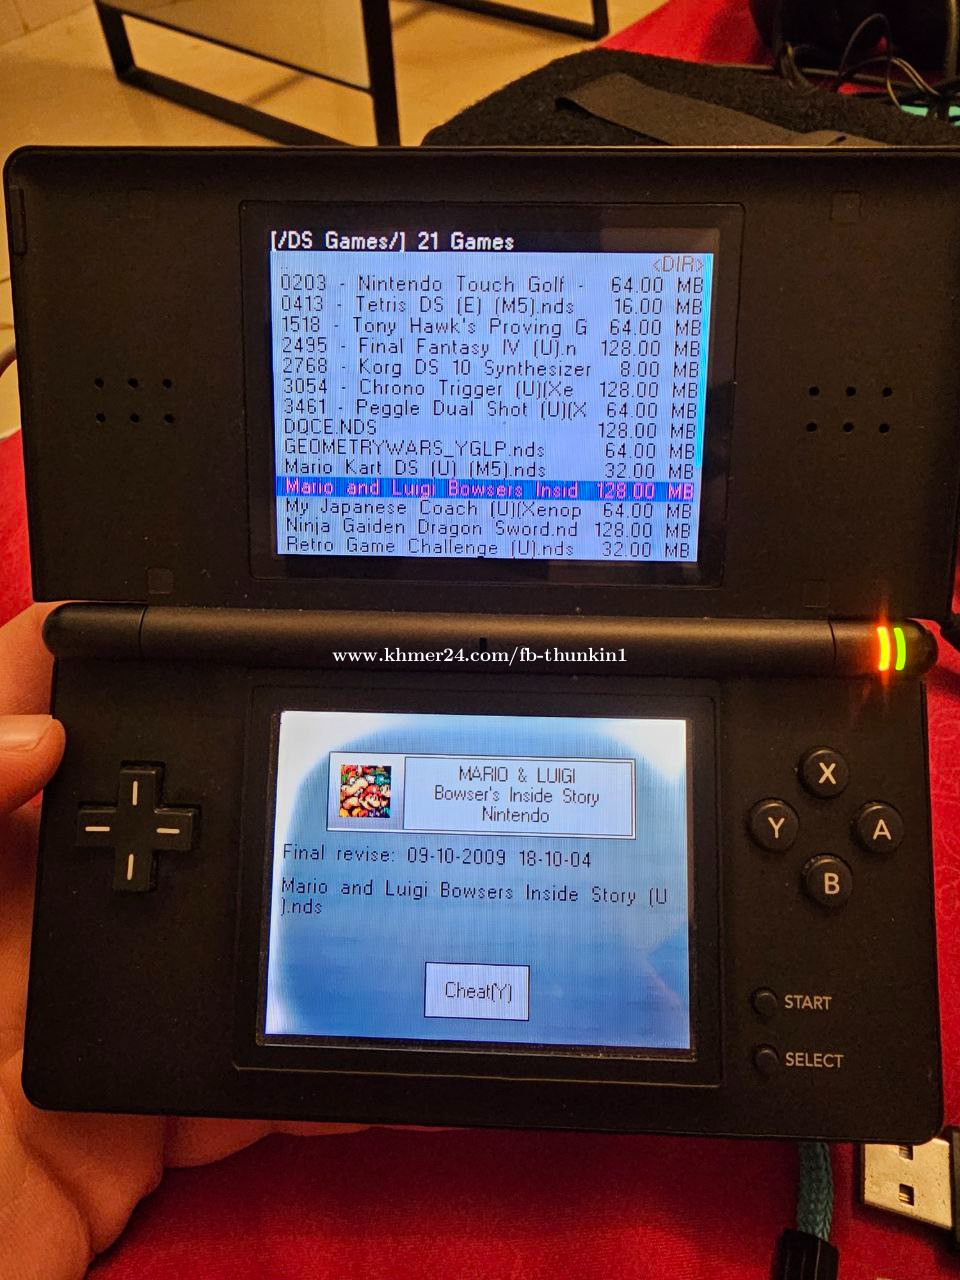 [/DS Games/] 21 Games
..
<DIR>
0203 - Nintendo Touch Golf - 64.00 MB
0413 - Tetris DS (E) (M5).nds 16.00 MB
1518 - Tony Hawk's Proving G 64.00 MB
2495 - Final Fantasy IV (U).n 128.00 MB
2768 - Korg DS 10 Synthesizer 8.00 MB
3054 - Chrono Trigger (U)(Xe 128.00 MB
3461 - Peggle Dual Shot (U)(X 64.00 MB
DQCE.NDS 128.00 MB
GEOMETRYWARS_YGLP.nds 64.00 MB
Mario Kart DS (U) (M5).nds 32.00 MB
Mario and Luigi Bowsers Insid 128.00 MB
My Japanese Coach (U)(Xenop 64.00 MB
Ninja Gaiden Dragon Sword.nd 128.00 MB
Retro Game Challenge (U).nds 32.00 MB
www.khmer24.com/fb-thunkin1
MARIO & LUIGI
Bowser's Inside Story
Nintendo
Final revise: 09-10-2009 18-10-04
Mario and Luigi Bowsers Inside Story (U
).nds
Cheat(Y)
X
Y
A
B
START
SELECT